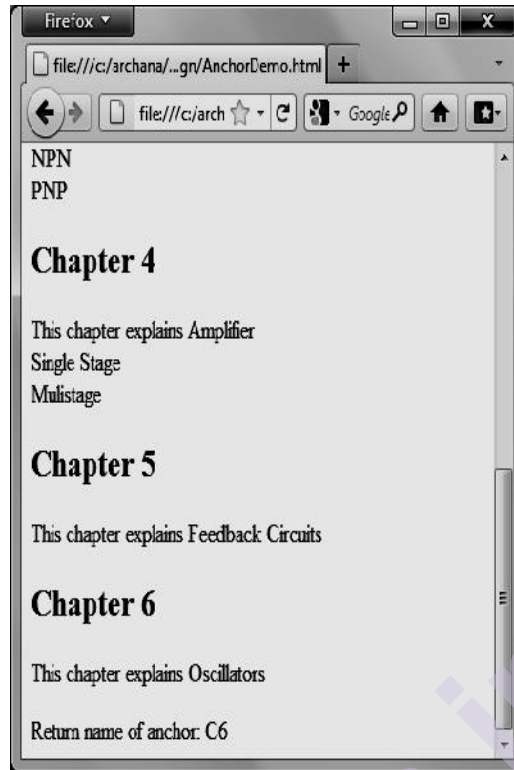 Firefox
X
file:///c:/archana/...gn/AnchorDemo.html +
file:///c:/arch Google
NPN
PNP
Chapter 4
This chapter explains Amplifier
Single Stage
Mulistage
Chapter 5
This chapter explains Feedback Circuits
Chapter 6
This chapter explains Oscillators
Return name of anchor: C6